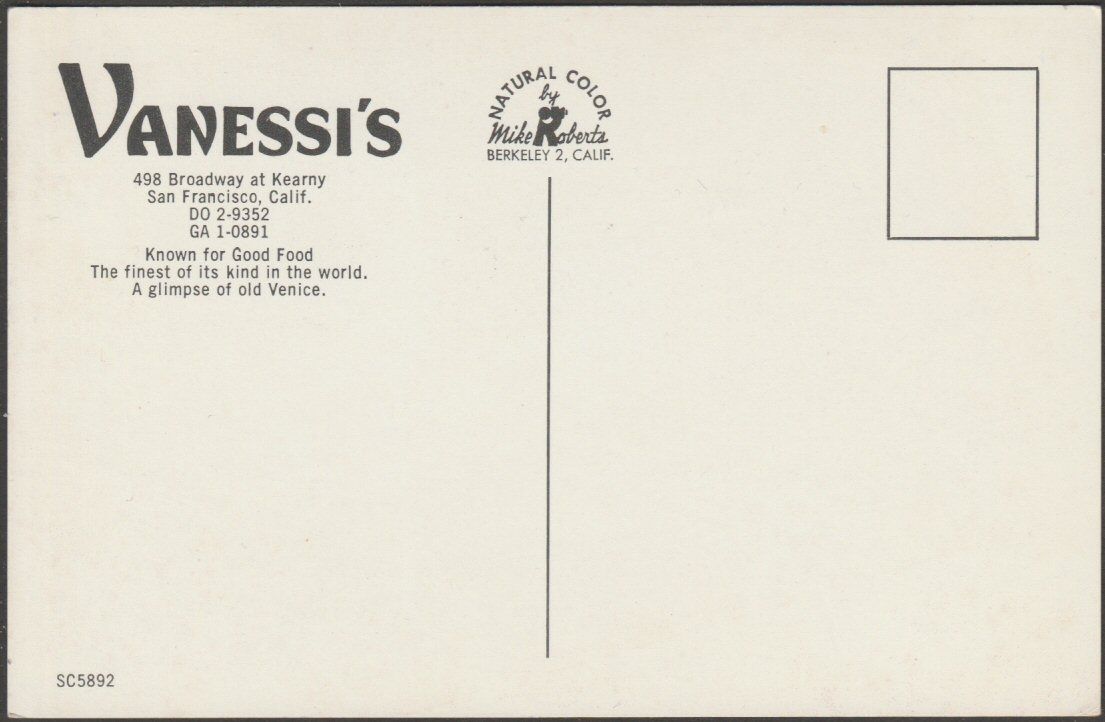 VANESSI'S
498 Broadway at Kearny
San Francisco, Calif.
DO 2-9352
GA 1-0891
Known for Good Food
The finest of its kind in the world.
A glimpse of old Venice.
NATURAL COLOR
by
Mike Roberts
BERKELEY 2, CALIF.
SC5892